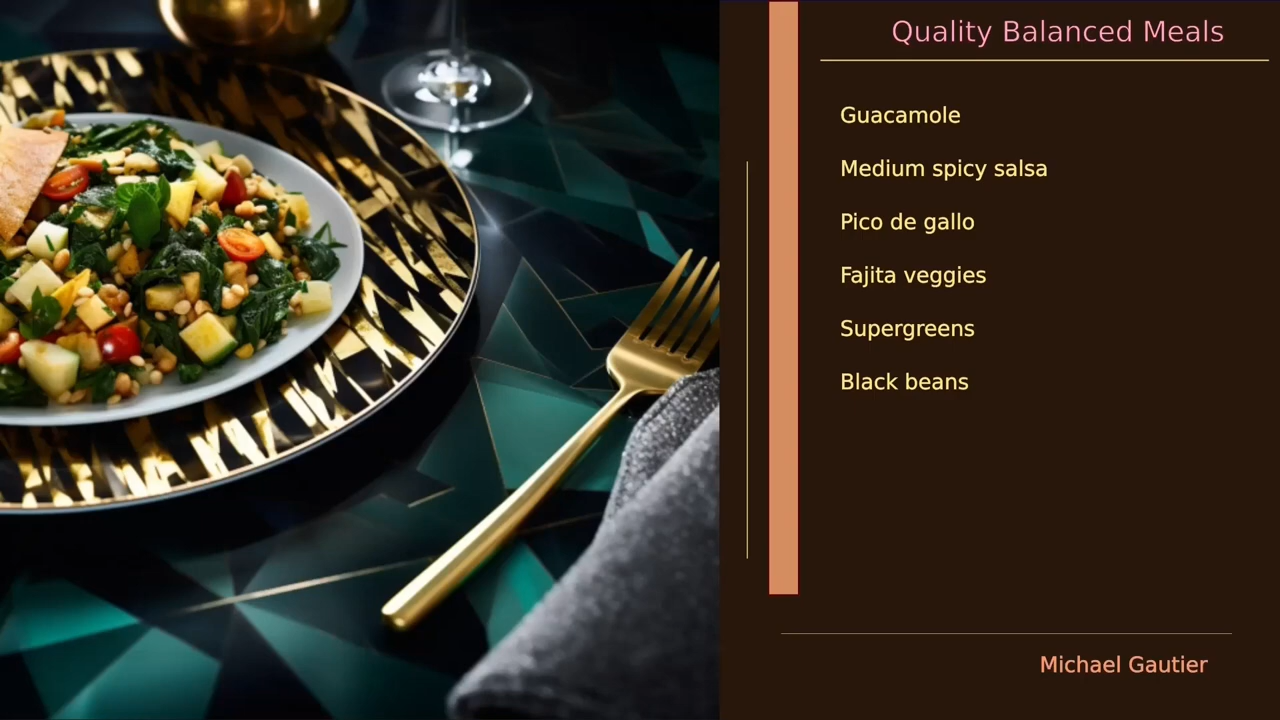 Quality Balanced Meals
Guacamole
Medium spicy salsa
Pico de gallo
Fajita veggies
Supergreens
Black beans
Michael Gautier